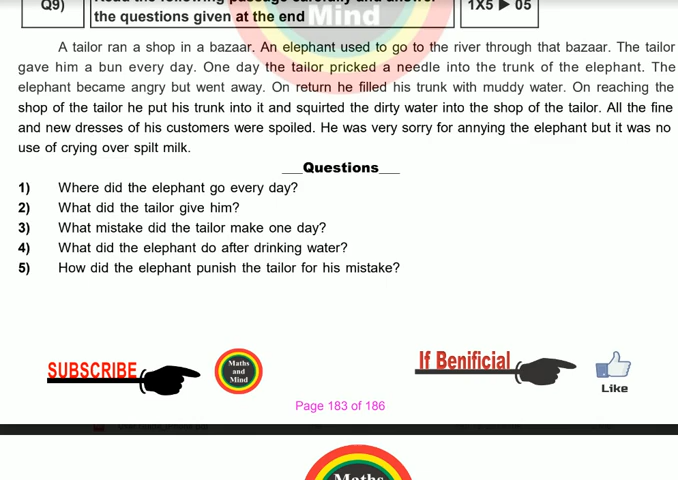 Q9)
the questions given at the end
1X5 ▶ 05
Mind
A tailor ran a shop in a bazaar. An elephant used to go to the river through that bazaar. The tailor
gave him a bun every day. One day the tailor pricked a needle into the trunk of the elephant. The
elephant became angry but went away. On return he filled his trunk with muddy water. On reaching the
shop of the tailor he put his trunk into it and squirted the dirty water into the shop of the tailor. All the fine
and new dresses of his customers were spoiled. He was very sorry for annying the elephant but it was no
use of crying over spilt milk.
___Questions___
1) Where did the elephant go every day?
2) What did the tailor give him?
3) What mistake did the tailor make one day?
4) What did the elephant do after drinking water?
5) How did the elephant punish the tailor for his mistake?
SUBSCRIBE
Maths
and
Mind
If Benificial
Like
Page 183 of 186
Maths